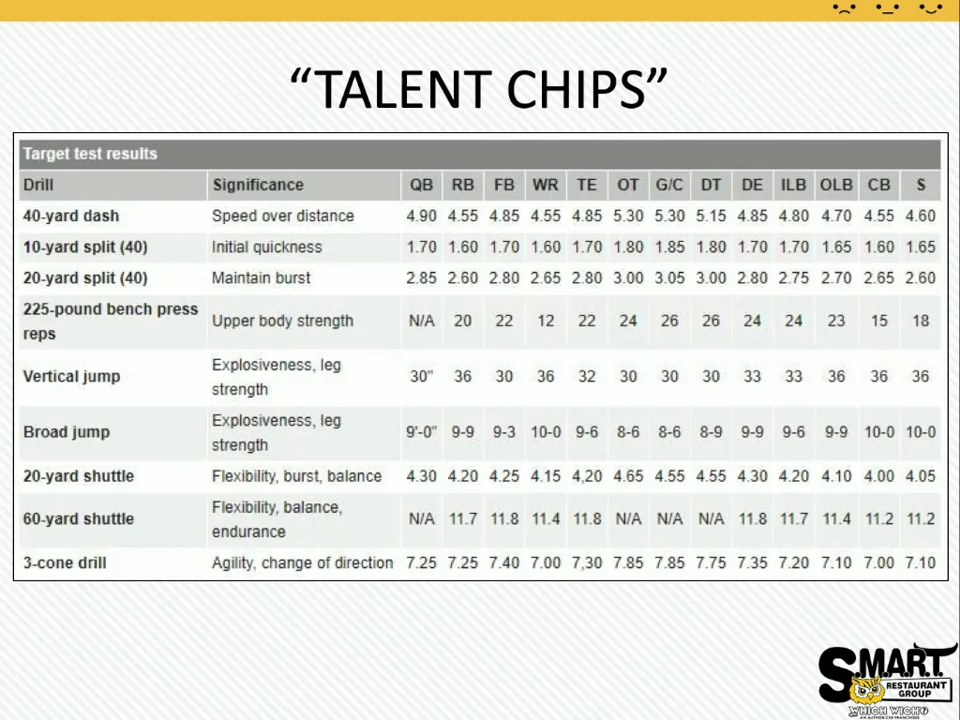 “TALENT CHIPS”
Target test results
Drill Significance QB RB FB WR TE OT G/C DT DE ILB OLB CB S
40-yard dash Speed over distance 4.90 4.55 4.85 4.55 4.85 5.30 5.30 5.15 4.85 4.80 4.70 4.55 4.60
10-yard split (40) Initial quickness 1.70 1.60 1.70 1.60 1.70 1.80 1.85 1.80 1.70 1.70 1.65 1.60 1.65
20-yard split (40) Maintain burst 2.85 2.60 2.80 2.65 2.80 3.00 3.05 3.00 2.80 2.75 2.70 2.65 2.60
225-pound bench press
reps Upper body strength N/A 20 22 12 22 24 26 26 24 24 23 15 18
Explosiveness, leg
Vertical jump 30" 36 30 36 32 30 30 30 33 33 36 36 36
strength
Explosiveness, leg
Broad jump 9'-0" 9-9 9-3 10-0 9-6 8-6 8-6 8-9 9-9 9-6 9-9 10-0 10-0
strength
20-yard shuttle Flexibility, burst, balance 4.30 4.20 4.25 4.15 4,20 4.65 4.55 4.55 4.30 4.20 4.10 4.00 4.05
Flexibility, balance,
60-yard shuttle N/A 11.7 11.8 11.4 11.8 N/A N/A N/A 11.8 11.7 11.4 11.2 11.2
endurance
3-cone drill Agility, change of direction 7.25 7.25 7.40 7.00 7,30 7.85 7.85 7.75 7.35 7.20 7.10 7.00 7.10
S.M.A.R.T.
RESTAURANT
GROUP
WHICH WICH?
AN AUTHORIZED FRANCHISEE